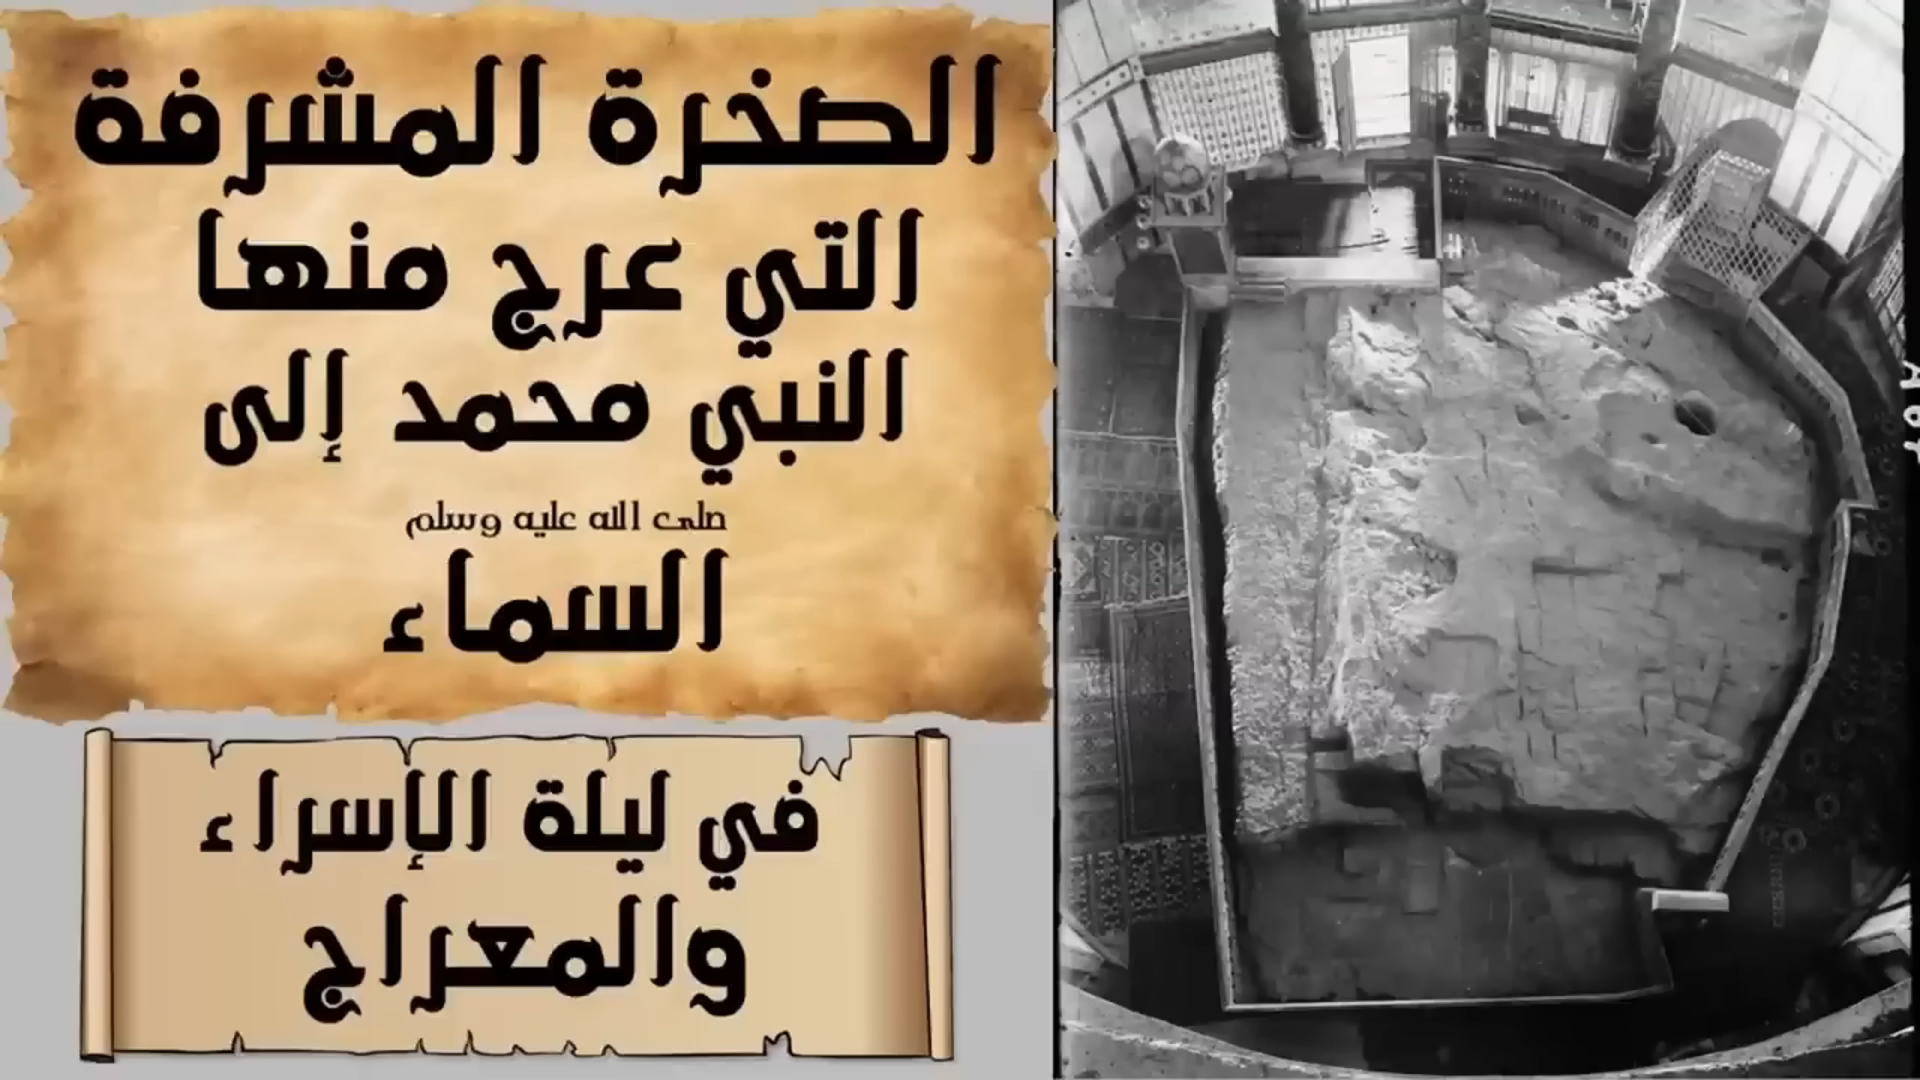 الصخرة المشرفة
التي عرج منها
النبي محمد إلى
صلى الله عليه وسلم
السماء
في ليلة الإسراء
والمعراج